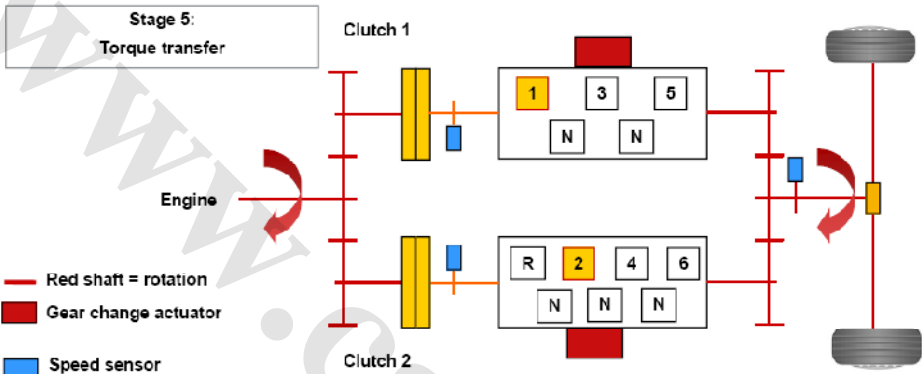 Stage 5:
Torque transfer
Clutch 1
1 3 5
N N
Engine
R 2 4 6
N N N
Red shaft = rotation
Gear change actuator
Speed sensor
Clutch 2
www.c